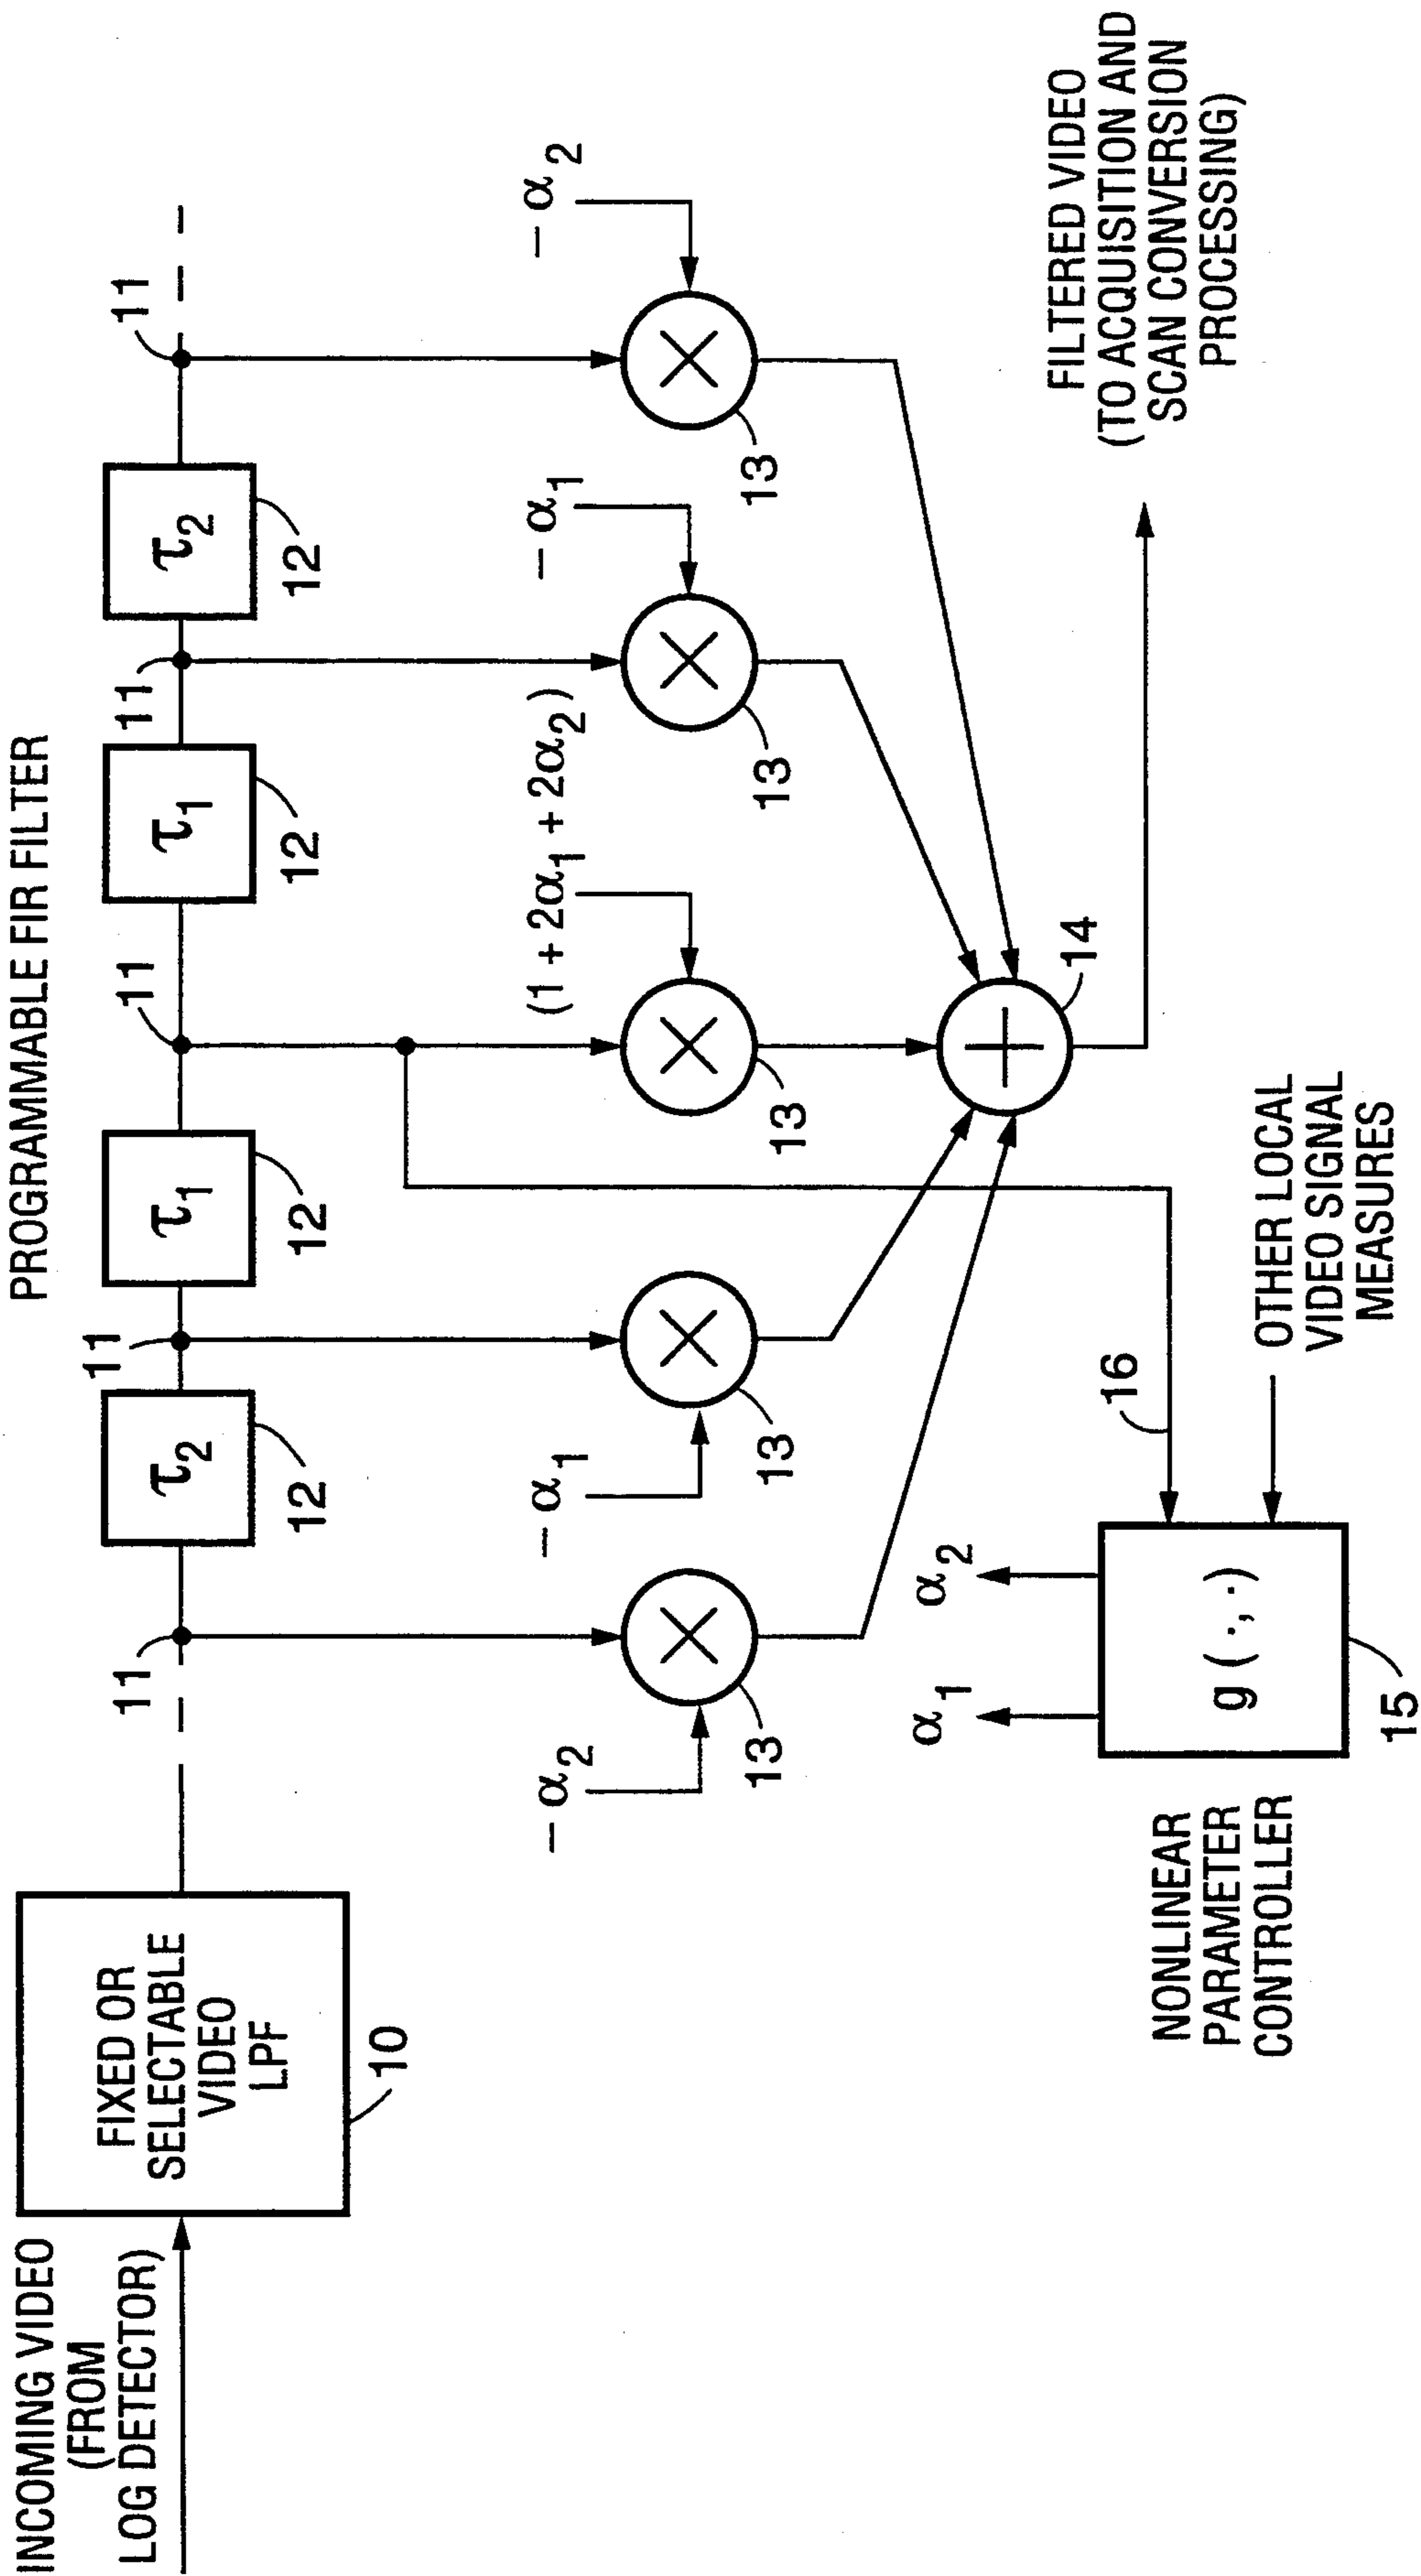 PROGRAMMABLE FIR FILTER
INCOMING VIDEO
(FROM
LOG DETECTOR)
FIXED OR
SELECTABLE
VIDEO
LPF
10
11
τ2
12
11
τ1
12
11
τ1
12
11
τ2
12
11
− α2
13
− α1
13
(1 + 2α1 + 2α2)
13
− α1
13
− α2
13
14
FILTERED VIDEO
(TO ACQUISITION AND
SCAN CONVERSION
PROCESSING)
α1
α2
16
NONLINEAR
PARAMETER
CONTROLLER
g (·, ·)
15
OTHER LOCAL
VIDEO SIGNAL
MEASURES